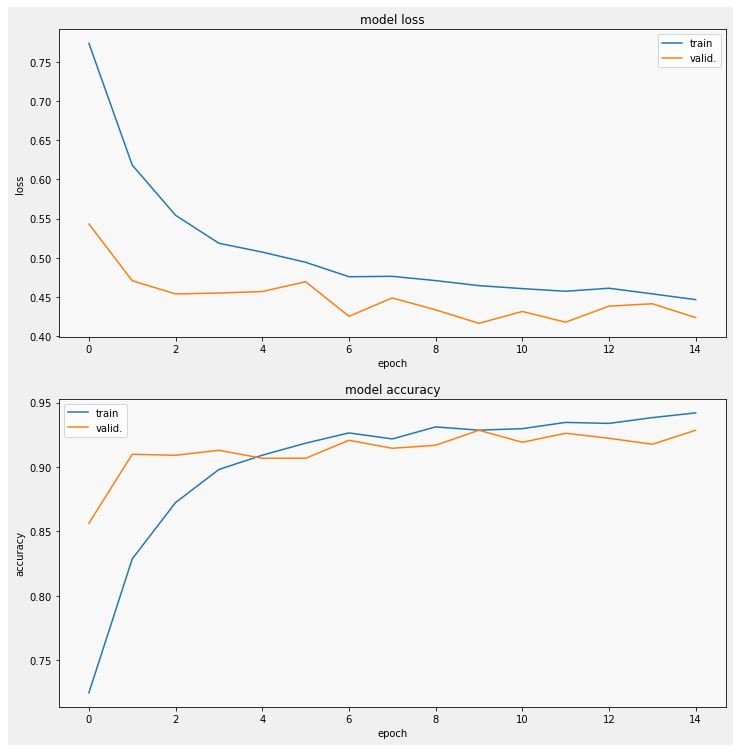 model loss
train
valid.
0.75
0.70
0.65
0.60
0.55
0.50
0.45
0.40
loss
0 2 4 6 8 10 12 14
epoch
model accuracy
train
valid.
0.95
0.90
0.85
0.80
0.75
accuracy
0 2 4 6 8 10 12 14
epoch